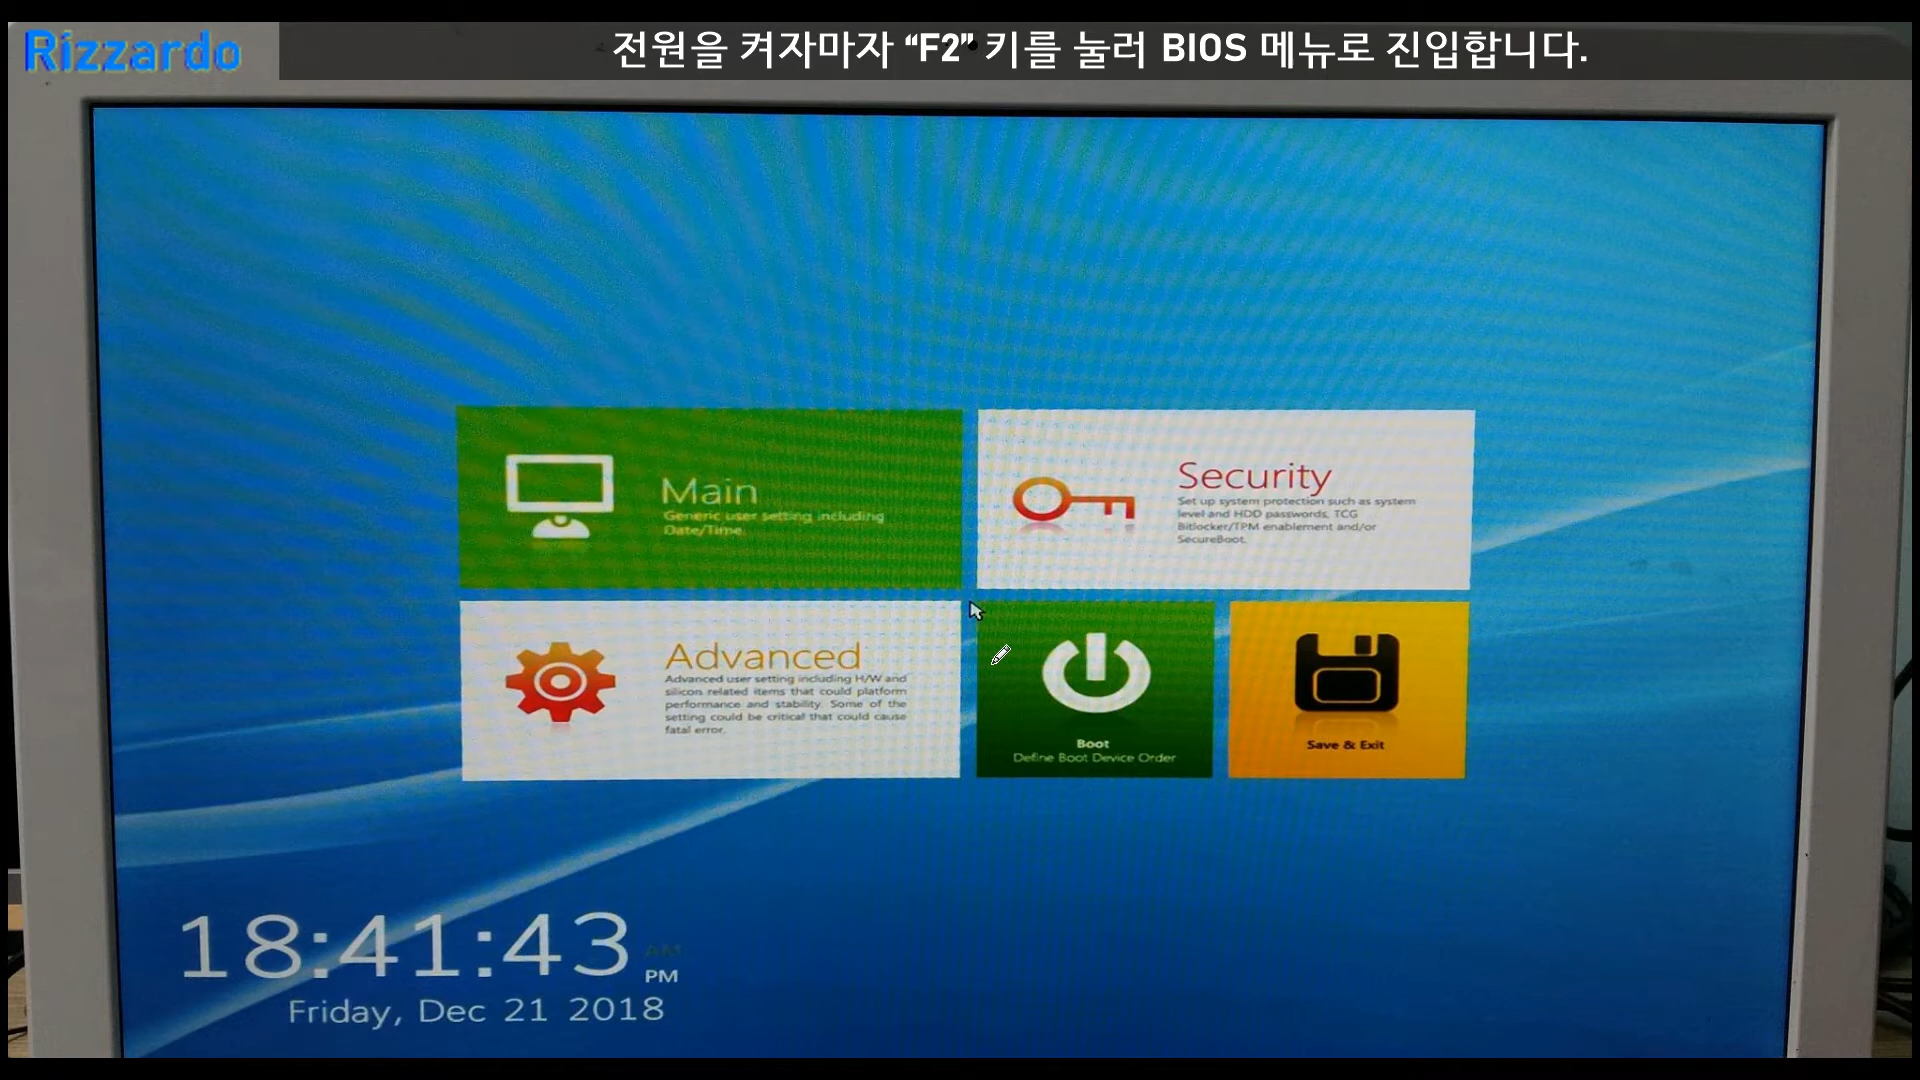 Rizzardo
전원을 켜자마자 “F2” 키를 눌러 BIOS 메뉴로 진입합니다.
Main
Generic user setting including
Date/Time.
Security
Set up system protection such as system
level and HDD passwords, TCG
Bitlocker/TPM enablement and/or
SecureBoot.
Advanced
Advanced user setting including H/W and
silicon related items that could platform
performance and stability. Some of the
setting could be critical that could cause
fatal error.
Boot
Define Boot Device Order
Save & Exit
18:41:43
AM
PM
Friday, Dec 21 2018